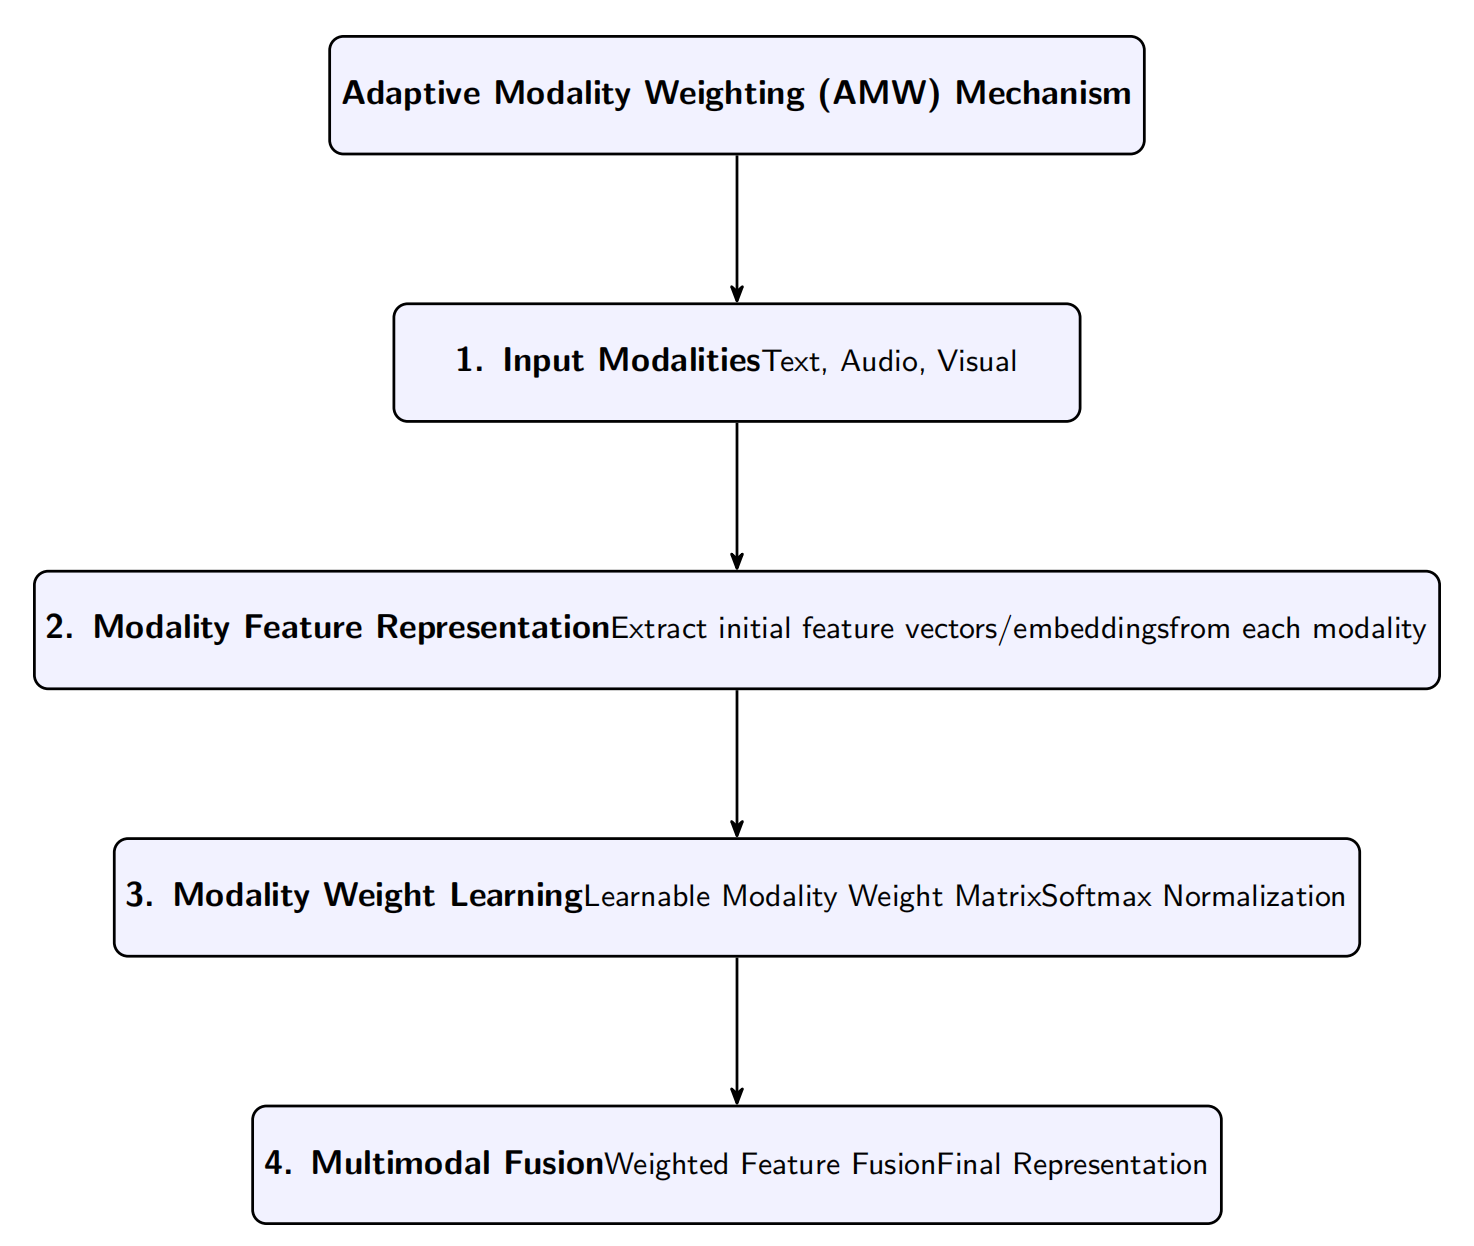 Adaptive Modality Weighting (AMW) Mechanism
1. Input ModalitiesText, Audio, Visual
2. Modality Feature RepresentationExtract initial feature vectors/embeddingsfrom each modality
3. Modality Weight LearningLearnable Modality Weight MatrixSoftmax Normalization
4. Multimodal FusionWeighted Feature FusionFinal Representation